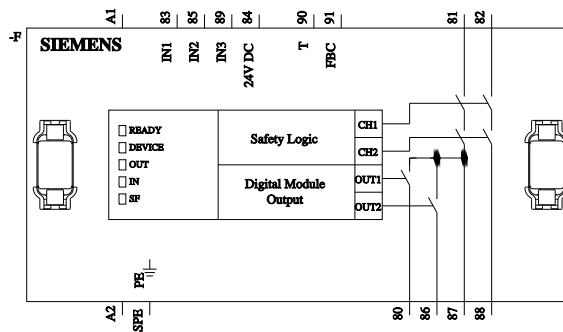 A1 83 85 89 84 90 91 81 82
-F
SIEMENS
IN1 IN2 IN3 24V DC T FBC
READY
DEVICE
OUT
IN
SF
Safety Logic
Digital Module
Output
CH1
CH2
OUT1
OUT2
PE
A2 SPE 80 86 87 88